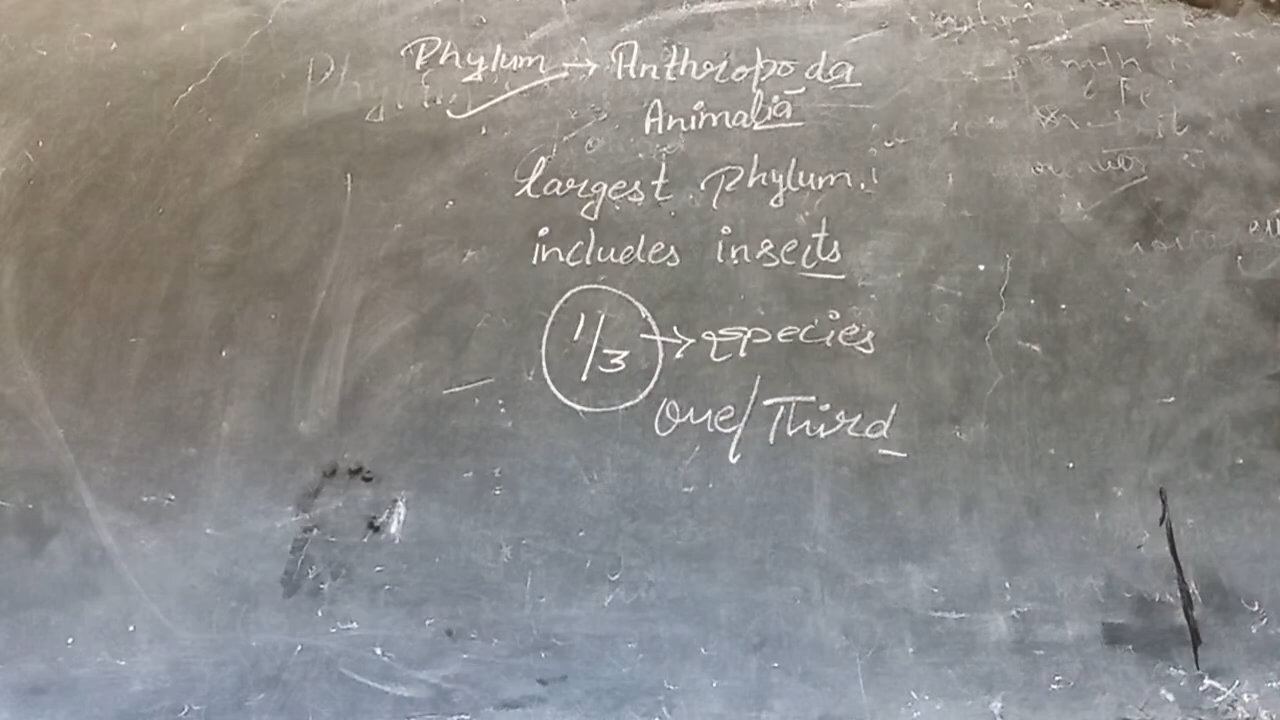 Phylum → Anthropoda
Animalia
largest Phylum.
includes insects
1/3 → species
One/Third